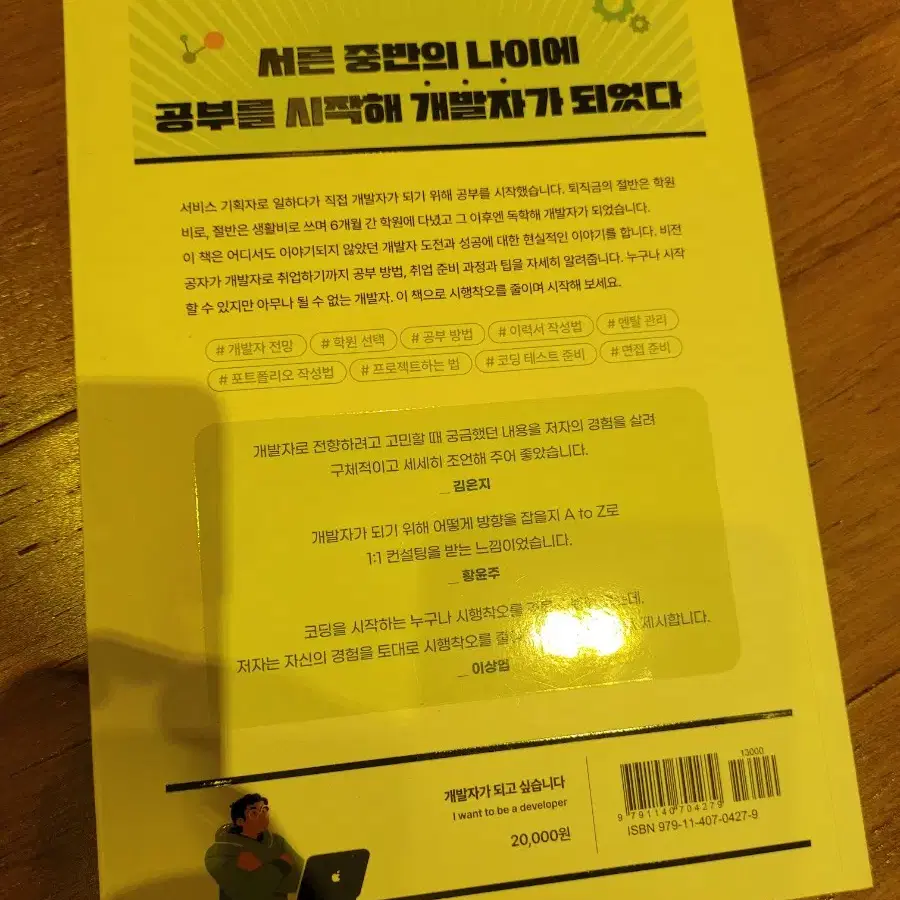 서른 중반의 나이에
공부를 시작해 개발자가 되었다
서비스 기획자로 일하다가 직접 개발자가 되기 위해 공부를 시작했습니다. 퇴직금의 절반은 학원
비로, 절반은 생활비로 쓰며 6개월 간 학원에 다녔고 그 이후엔 독학해 개발자가 되었습니다.
이 책은 어디서도 이야기되지 않았던 개발자 도전과 성공에 대한 현실적인 이야기를 합니다. 비전
공자가 개발자로 취업하기까지 공부 방법, 취업 준비 과정과 팁을 자세히 알려줍니다. 누구나 시작
할 수 있지만 아무나 될 수 없는 개발자. 이 책으로 시행착오를 줄이며 시작해 보세요.
# 개발자 전망 # 학원 선택 # 공부 방법 # 이력서 작성법 # 멘탈 관리
# 포트폴리오 작성법 # 프로젝트하는 법 # 코딩 테스트 준비 # 면접 준비
개발자로 전향하려고 고민할 때 궁금했던 내용을 저자의 경험을 살려
구체적이고 세세히 조언해 주어 좋았습니다.
_ 김은지
개발자가 되기 위해 어떻게 방향을 잡을지 A to Z로
1:1 컨설팅을 받는 느낌이었습니다.
_ 황윤주
코딩을 시작하는 누구나 시행착오를
저자는 자신의 경험을 토대로 시행착오를 제시합니다.
_ 이상업
개발자가 되고 싶습니다
I want to be a developer
20,000원
13000
9 791140 704279
ISBN 979-11-407-0427-9